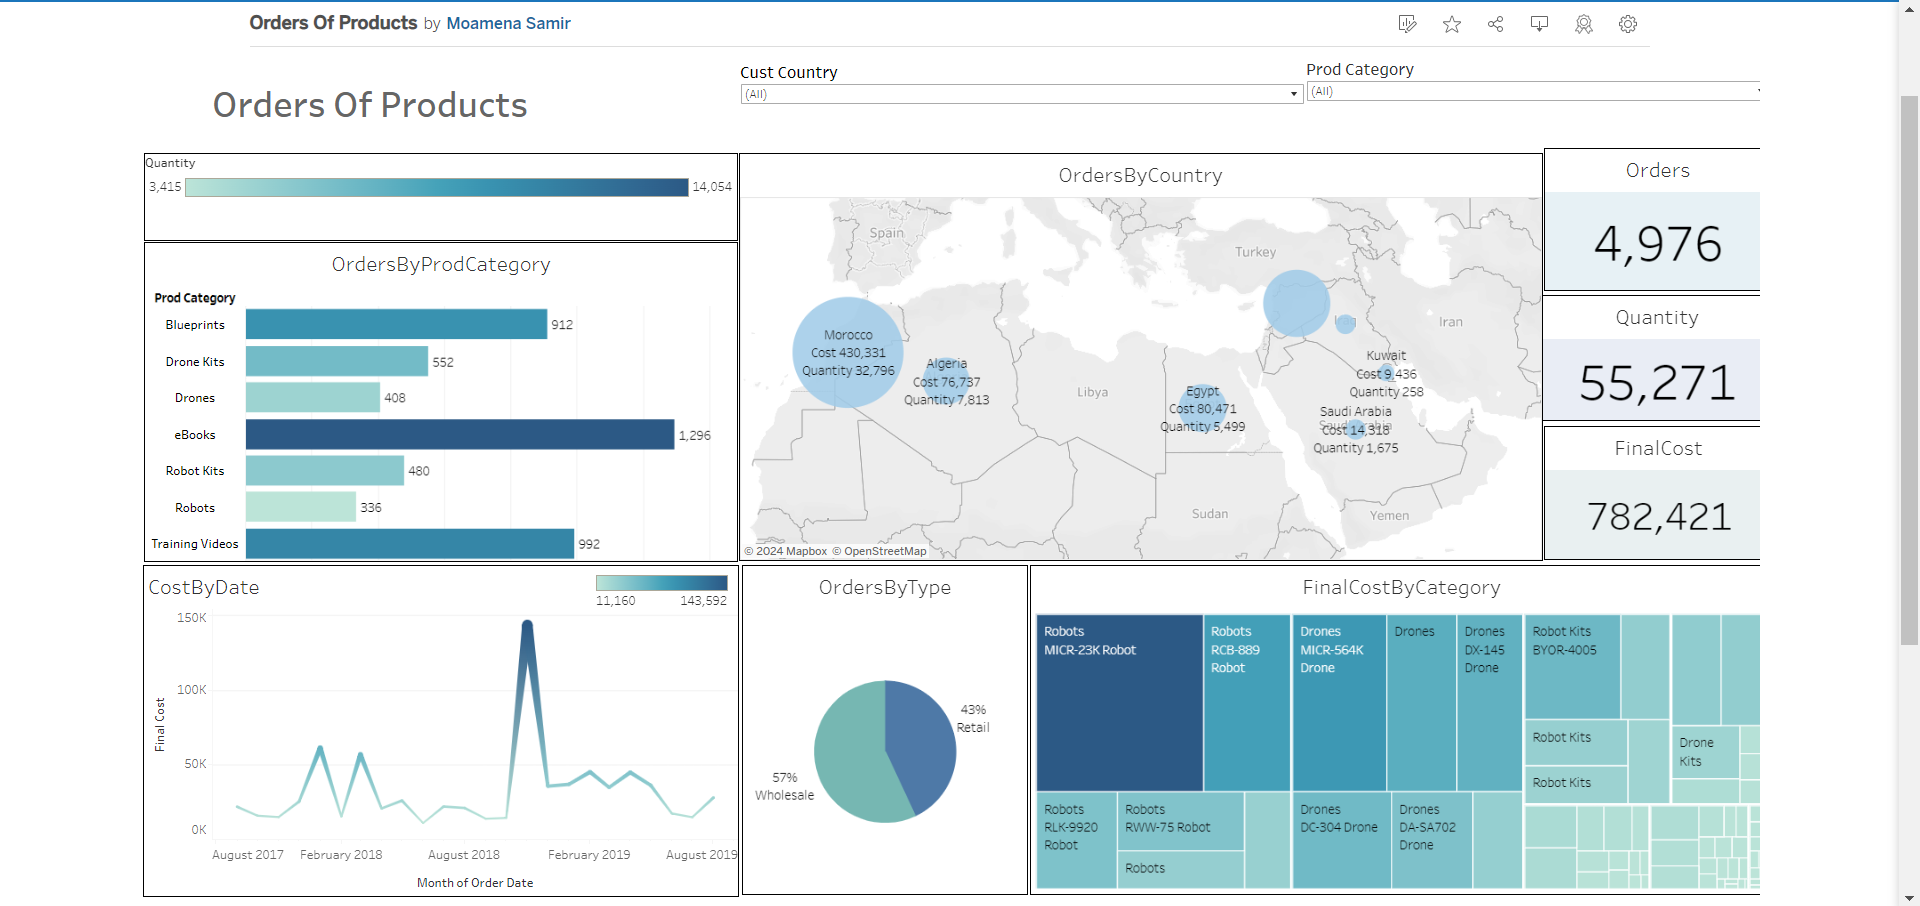 Orders Of Products by Moamena Samir
Orders Of Products
Cust Country
(All)
Prod Category
(All)
Quantity
3,415
14,054
OrdersByProdCategory
Prod Category
Blueprints
912
Drone Kits
552
Drones
408
eBooks
1,296
Robot Kits
480
Robots
336
Training Videos
992
OrdersByCountry
Spain
Turkey
Iraq
Iran
Libya
Sudan
Yemen
Saudi Arabia
Morocco
Cost 430,331
Quantity 32,796
Algeria
Cost 76,737
Quantity 7,813
Egypt
Cost 80,471
Quantity 5,499
Kuwait
Cost 9,436
Quantity 258
Saudi Arabia
Cost 14,318
Quantity 1,675
© 2024 Mapbox © OpenStreetMap
Orders
4,976
Quantity
55,271
FinalCost
782,421
CostByDate
11,160
143,592
150K
100K
50K
0K
Final Cost
August 2017
February 2018
August 2018
February 2019
August 2019
Month of Order Date
OrdersByType
43%
Retail
57%
Wholesale
FinalCostByCategory
Robots
MICR-23K Robot
Robots
RCB-889
Robot
Drones
MICR-564K
Drone
Drones
Drones
DX-145
Drone
Robot Kits
BYOR-4005
Robot Kits
Robot Kits
Drone
Kits
Robots
RLK-9920
Robot
Robots
RWW-75 Robot
Robots
Drones
DC-304 Drone
Drones
DA-SA702
Drone